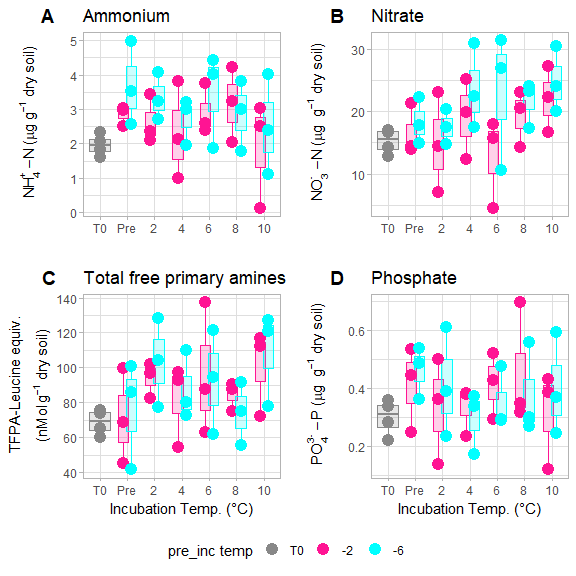 A Ammonium
NH₄⁺ −N (µg g⁻¹ dry soil)
5
4
3
2
1
0
T0 Pre 2 4 6 8 10
B Nitrate
NO₃⁻ −N (µg g⁻¹ dry soil)
30
20
10
T0 Pre 2 4 6 8 10
C Total free primary amines
TFPA-Leucine equiv.
(nMol g⁻¹ dry soil)
140
120
100
80
60
40
T0 Pre 2 4 6 8 10
Incubation Temp. (°C)
D Phosphate
PO₄³⁻ −P (µg g⁻¹ dry soil)
0.6
0.4
0.2
T0 Pre 2 4 6 8 10
Incubation Temp. (°C)
pre_inc temp T0 -2 -6